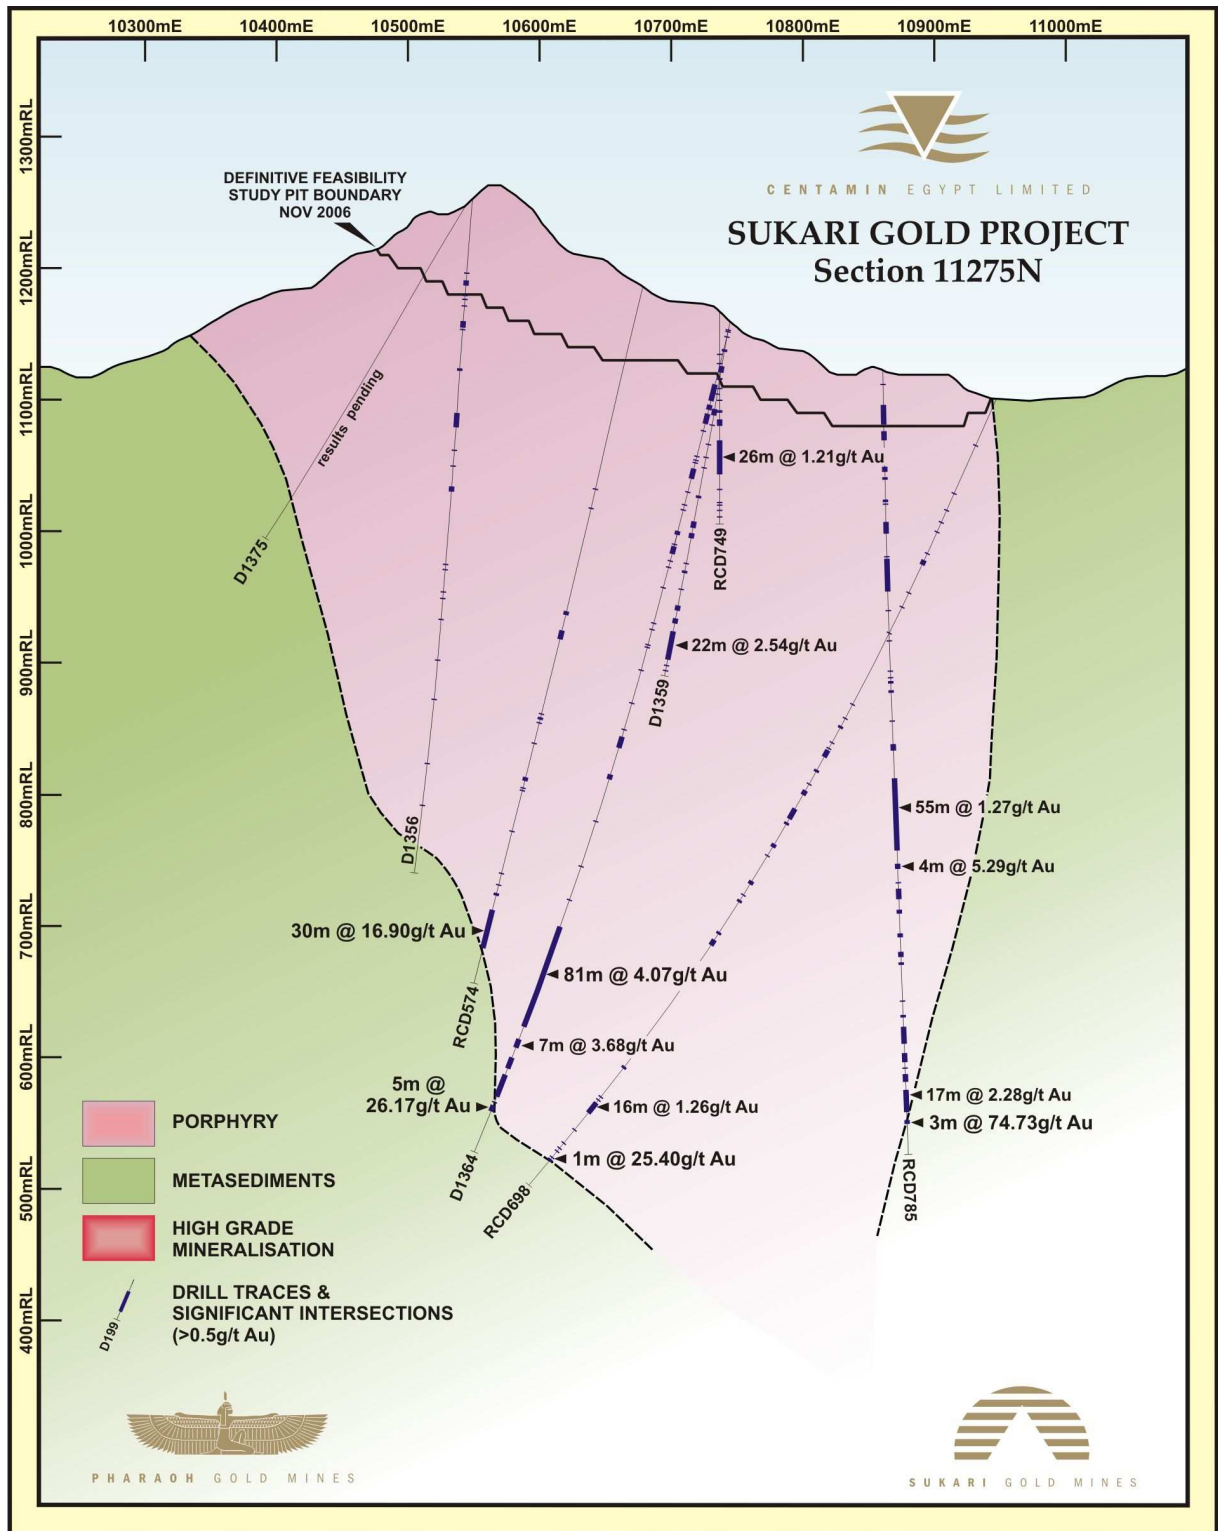 10300mE 10400mE 10500mE 10600mE 10700mE 10800mE 10900mE 11000mE
1300mRL
1200mRL
1100mRL
1000mRL
900mRL
800mRL
700mRL
600mRL
500mRL
400mRL
CENTAMIN EGYPT LIMITED
SUKARI GOLD PROJECT
Section 11275N
DEFINITIVE FEASIBILITY
STUDY PIT BOUNDARY
NOV 2006
results pending
D1375
26m @ 1.21g/t Au
RCD749
22m @ 2.54g/t Au
D1359
55m @ 1.27g/t Au
D1356
4m @ 5.29g/t Au
30m @ 16.90g/t Au
81m @ 4.07g/t Au
RCD574
7m @ 3.68g/t Au
5m @
26.17g/t Au
16m @ 1.26g/t Au
17m @ 2.28g/t Au
3m @ 74.73g/t Au
1m @ 25.40g/t Au
D1364
RCD698
RCD785
PORPHYRY
METASEDIMENTS
HIGH GRADE
MINERALISATION
D199
DRILL TRACES &
SIGNIFICANT INTERSECTIONS
(>0.5g/t Au)
PHARAOH GOLD MINES
SUKARI GOLD MINES